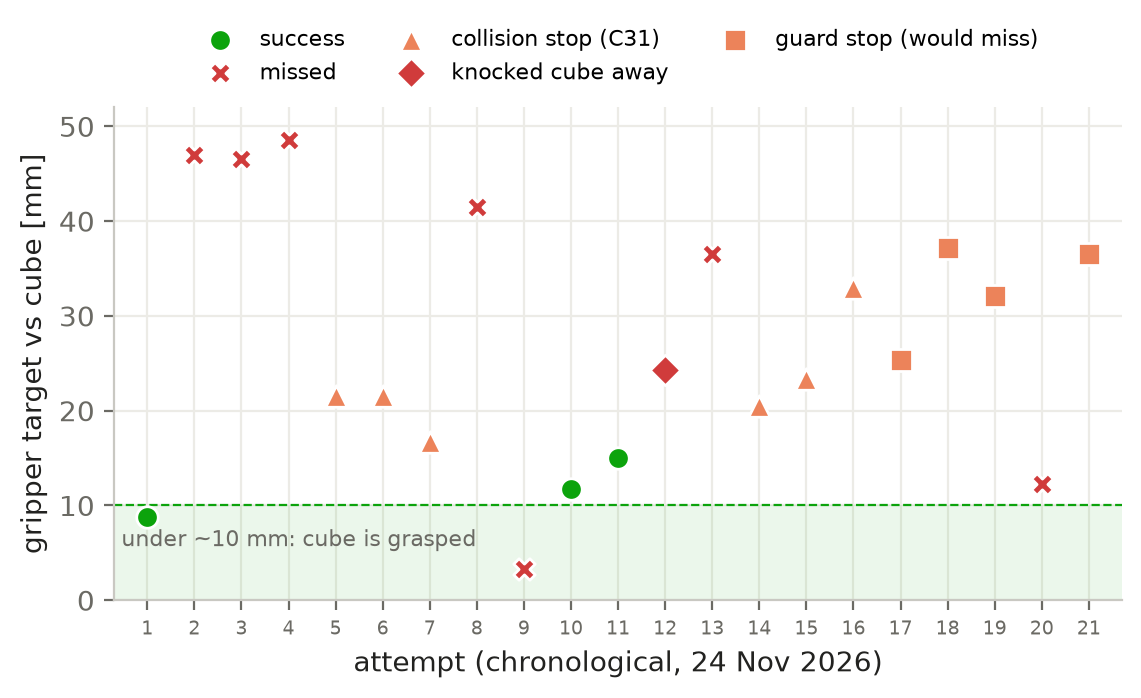 success
collision stop (C31)
guard stop (would miss)
missed
knocked cube away
gripper target vs cube [mm]
50
40
30
20
10
0
under ~10 mm: cube is grasped
1 2 3 4 5 6 7 8 9 10 11 12 13 14 15 16 17 18 19 20 21
attempt (chronological, 24 Nov 2026)